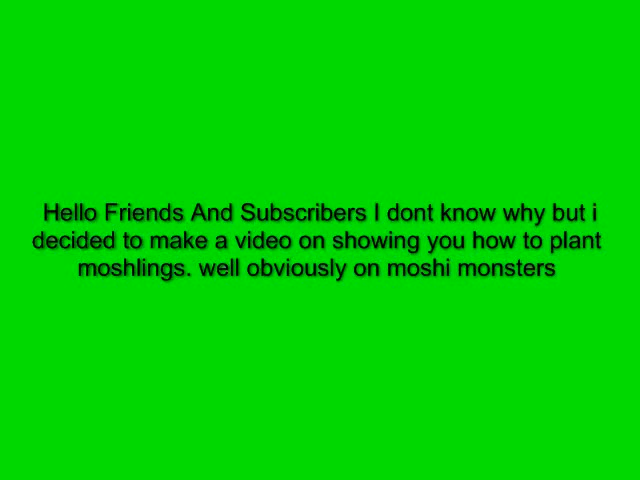 Hello Friends And Subscribers I dont know why but i
decided to make a video on showing you how to plant
moshlings. well obviously on moshi monsters